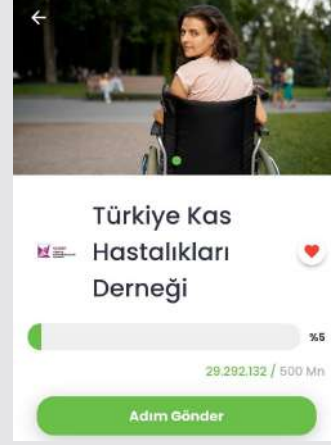 Türkiye Kas
Hastalıkları
Derneği
%5
29.292.132 / 500 Mn
Adım Gönder